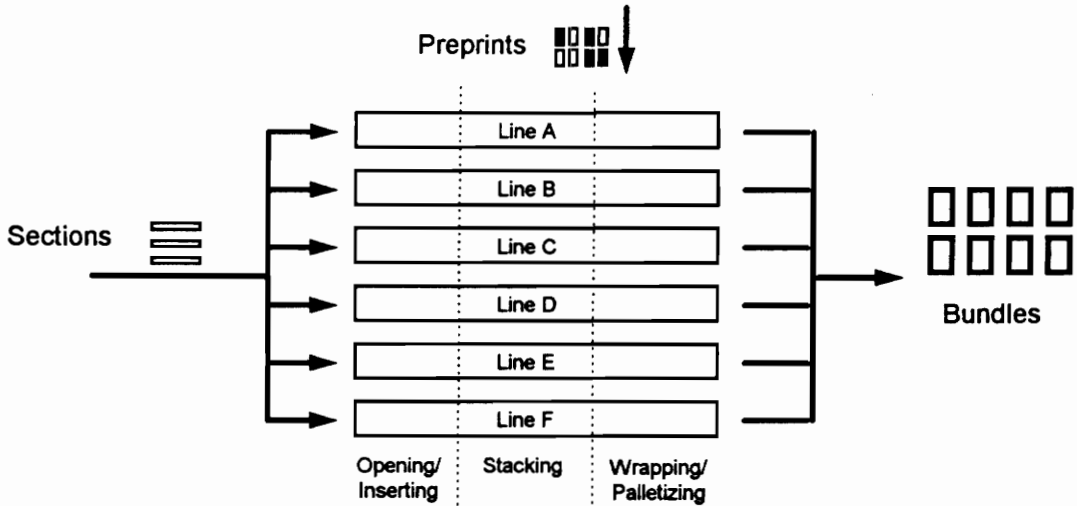 Preprints
Line A
Line B
Sections
Line C
Line D
Bundles
Line E
Line F
Opening/
Inserting
Stacking
Wrapping/
Palletizing